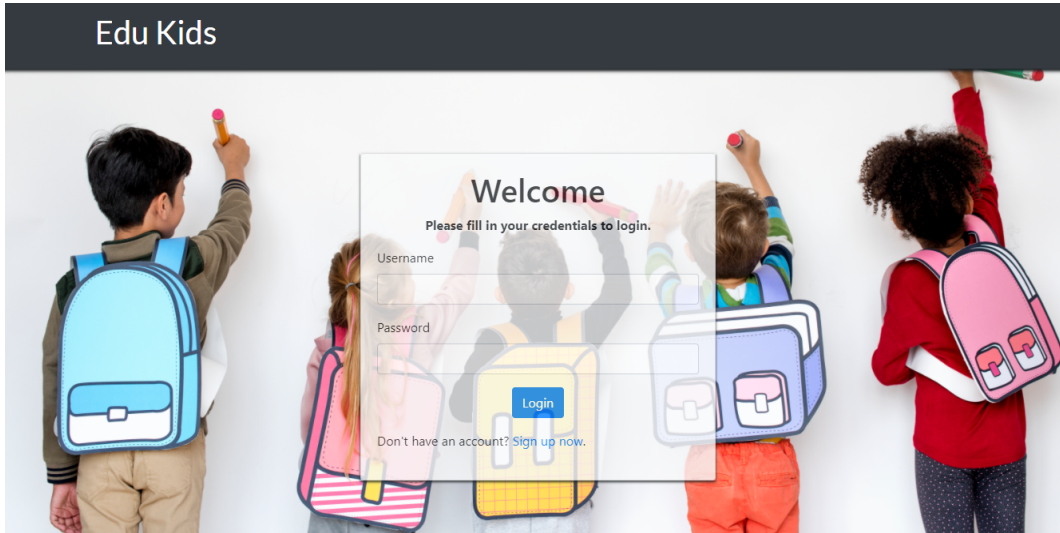 Edu Kids
Welcome
Please fill in your credentials to login.
Username
Password
Login
Don't have an account? Sign up now.